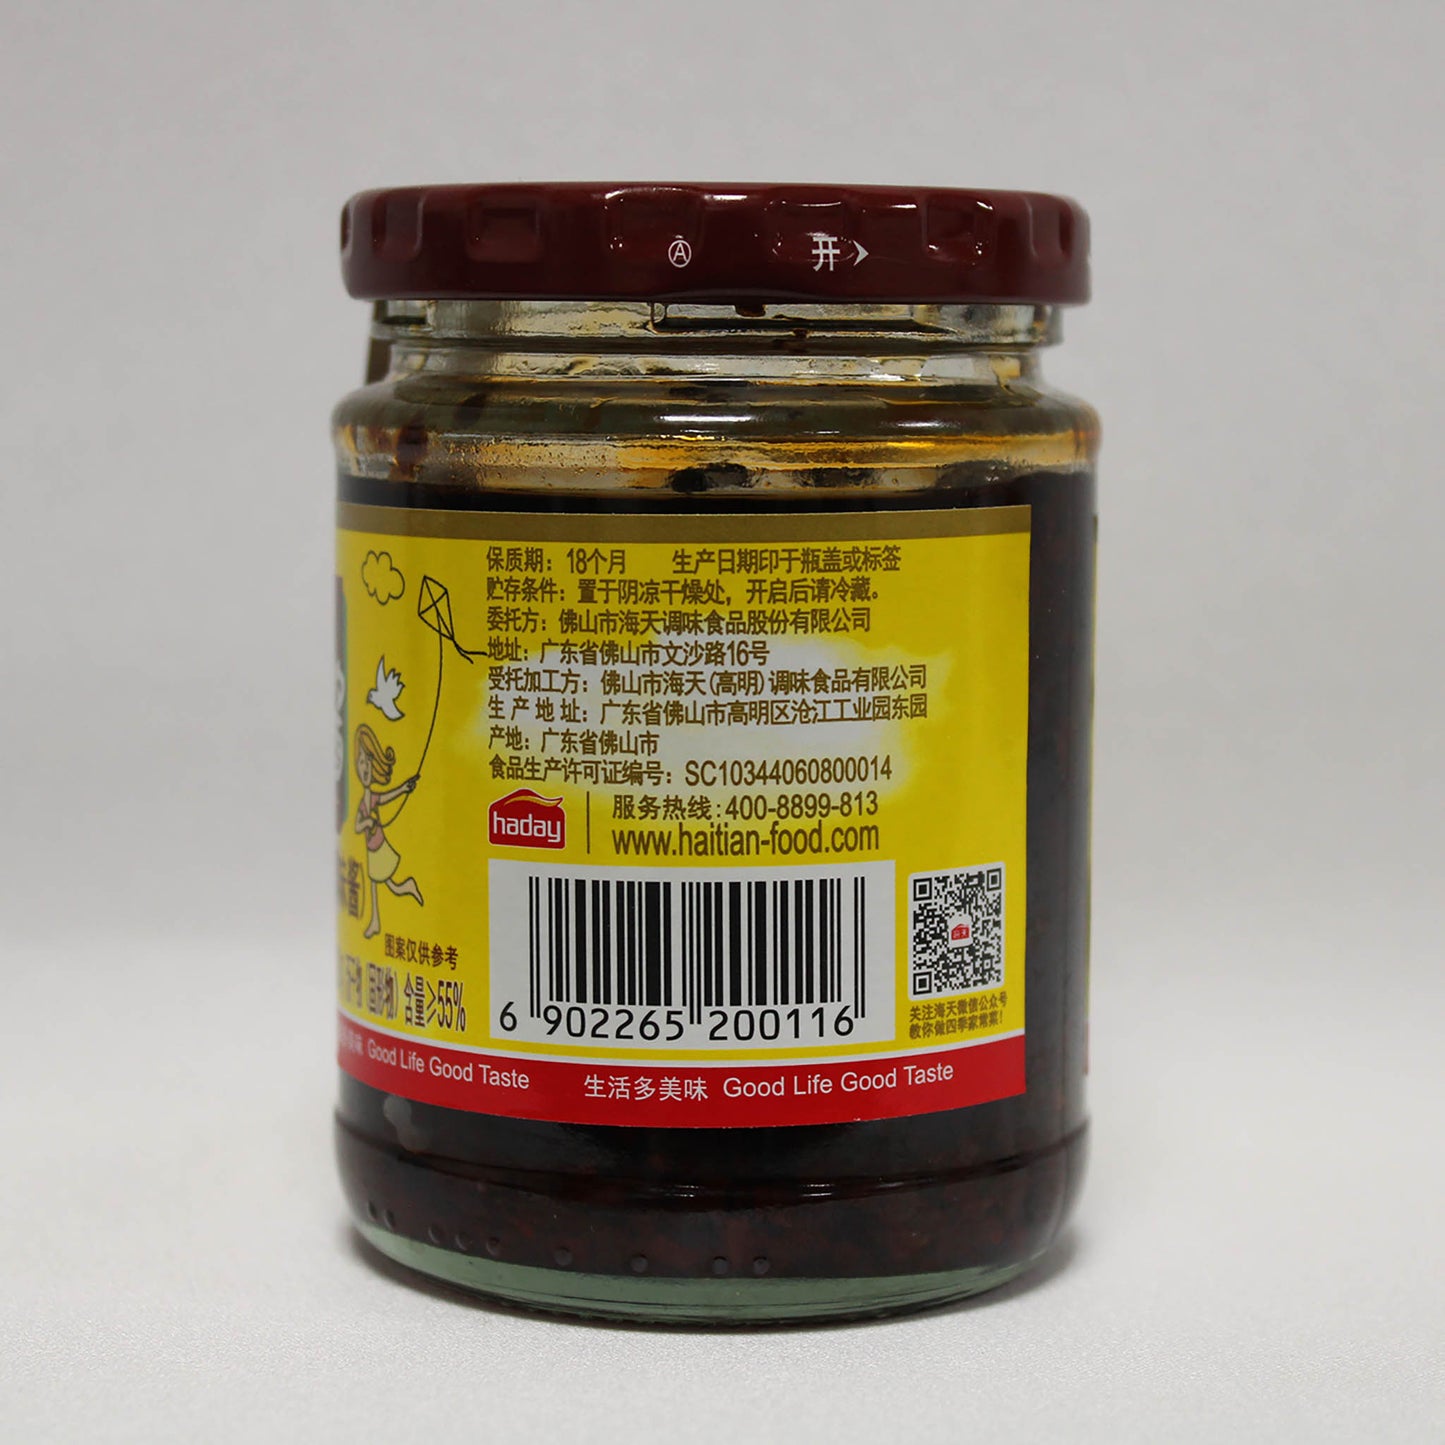 Ⓐ 开
保质期：18个月 生产日期印于瓶盖或标签
贮存条件：置于阴凉干燥处，开启后请冷藏。
委托方：佛山市海天调味食品股份有限公司
地址：广东省佛山市文沙路16号
受托加工方：佛山市海天(高明)调味食品有限公司
生产地址：广东省佛山市高明区沧江工业园东园
产地：广东省佛山市
食品生产许可证编号：SC10344060800014
haday
服务热线:400-8899-813
www.haitian-food.com
味酱)
图案仅供参考
(固形物)含量≥55%
6 902265 200116
关注海天微信公众号
教你做四季家常菜!
美味 Good Life Good Taste
生活多美味 Good Life Good Taste